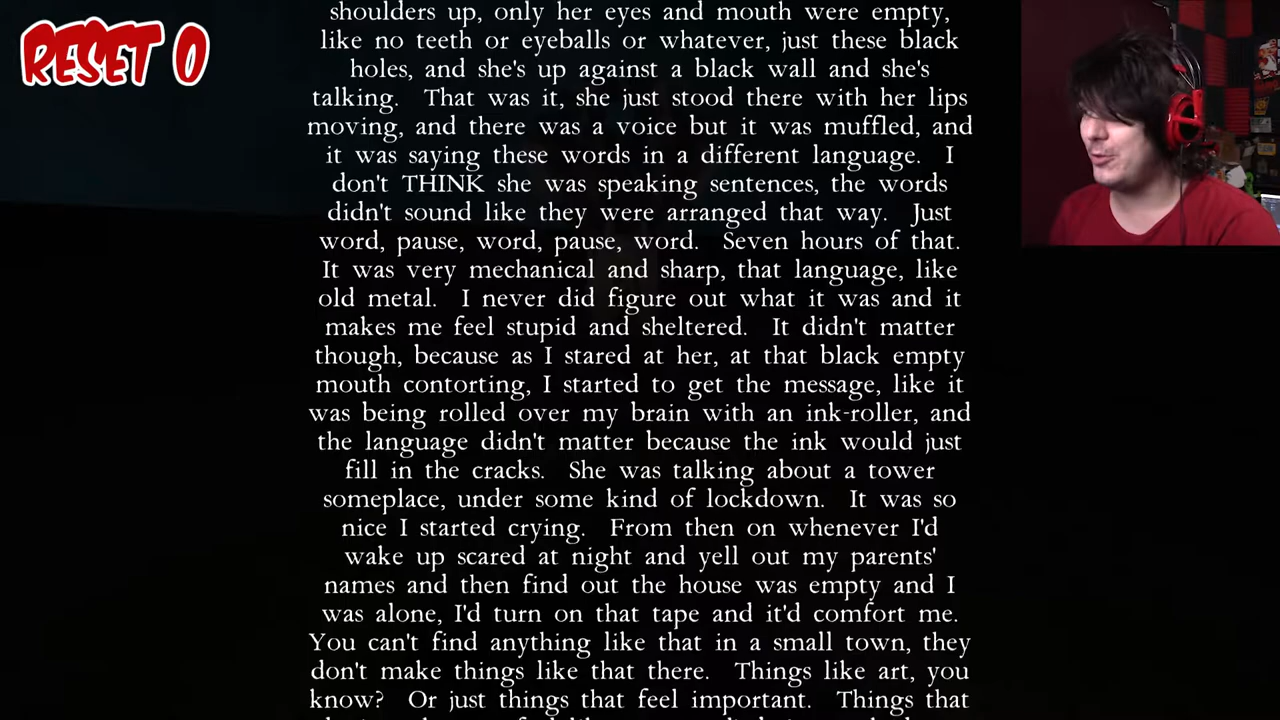 RESET 0
shoulders up, only her eyes and mouth were empty,
like no teeth or eyeballs or whatever, just these black
holes, and she's up against a black wall and she's
talking. That was it, she just stood there with her lips
moving, and there was a voice but it was muffled, and
it was saying these words in a different language. I
don't THINK she was speaking sentences, the words
didn't sound like they were arranged that way. Just
word, pause, word, pause, word. Seven hours of that.
It was very mechanical and sharp, that language, like
old metal. I never did figure out what it was and it
makes me feel stupid and sheltered. It didn't matter
though, because as I stared at her, at that black empty
mouth contorting, I started to get the message, like it
was being rolled over my brain with an ink-roller, and
the language didn't matter because the ink would just
fill in the cracks. She was talking about a tower
someplace, under some kind of lockdown. It was so
nice I started crying. From then on whenever I'd
wake up scared at night and yell out my parents'
names and then find out the house was empty and I
was alone, I'd turn on that tape and it'd comfort me.
You can't find anything like that in a small town, they
don't make things like that there. Things like art, you
know? Or just things that feel important. Things that